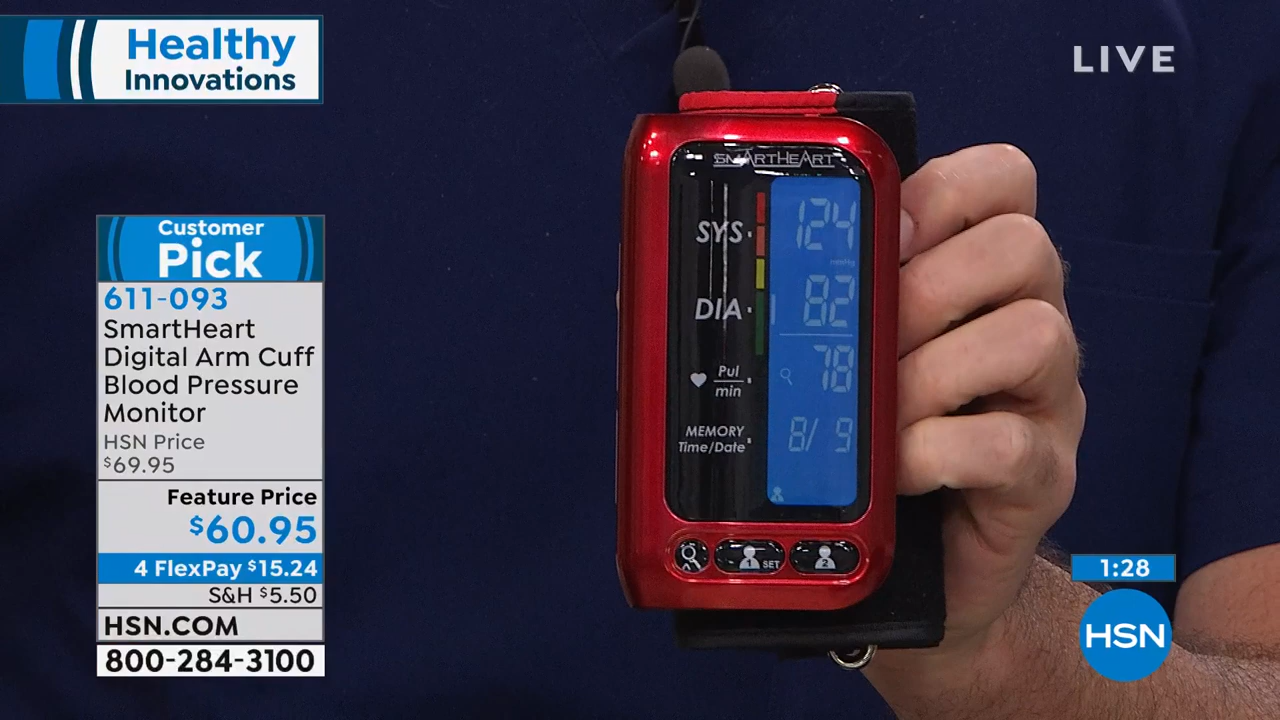 Healthy
Innovations
LIVE
Customer
Pick
611-093
SmartHeart
Digital Arm Cuff
Blood Pressure
Monitor
HSN Price
$69.95
Feature Price
$60.95
4 FlexPay $15.24
S&H $5.50
HSN.COM
800-284-3100
SMARTHEART
SYS
124
mmHg
DIA
82
Pul
min
78
MEMORY
Time/Date
8/ 9
1 SET
2
1:28
HSN